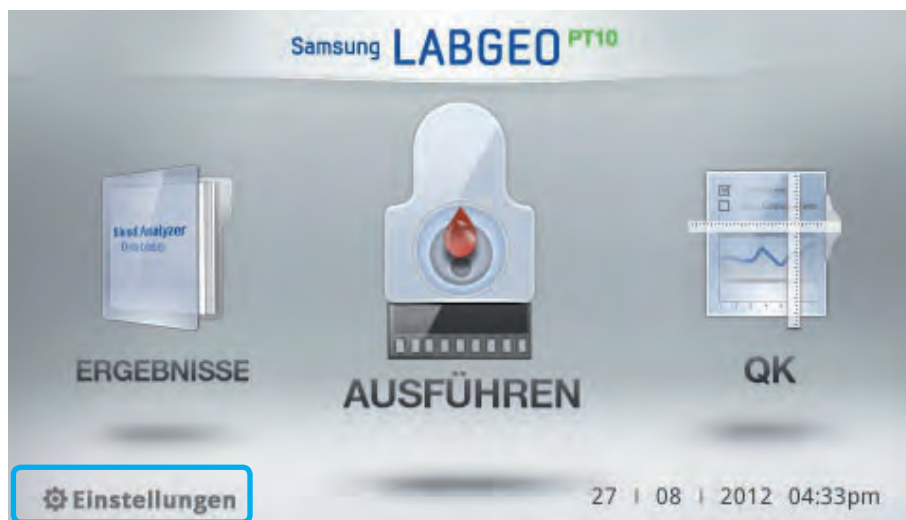 Samsung LABGEO PT10
Blood Analyzer
ERGEBNISSE
AUSFÜHREN
QK
Einstellungen
27 | 08 | 2012 04:33pm